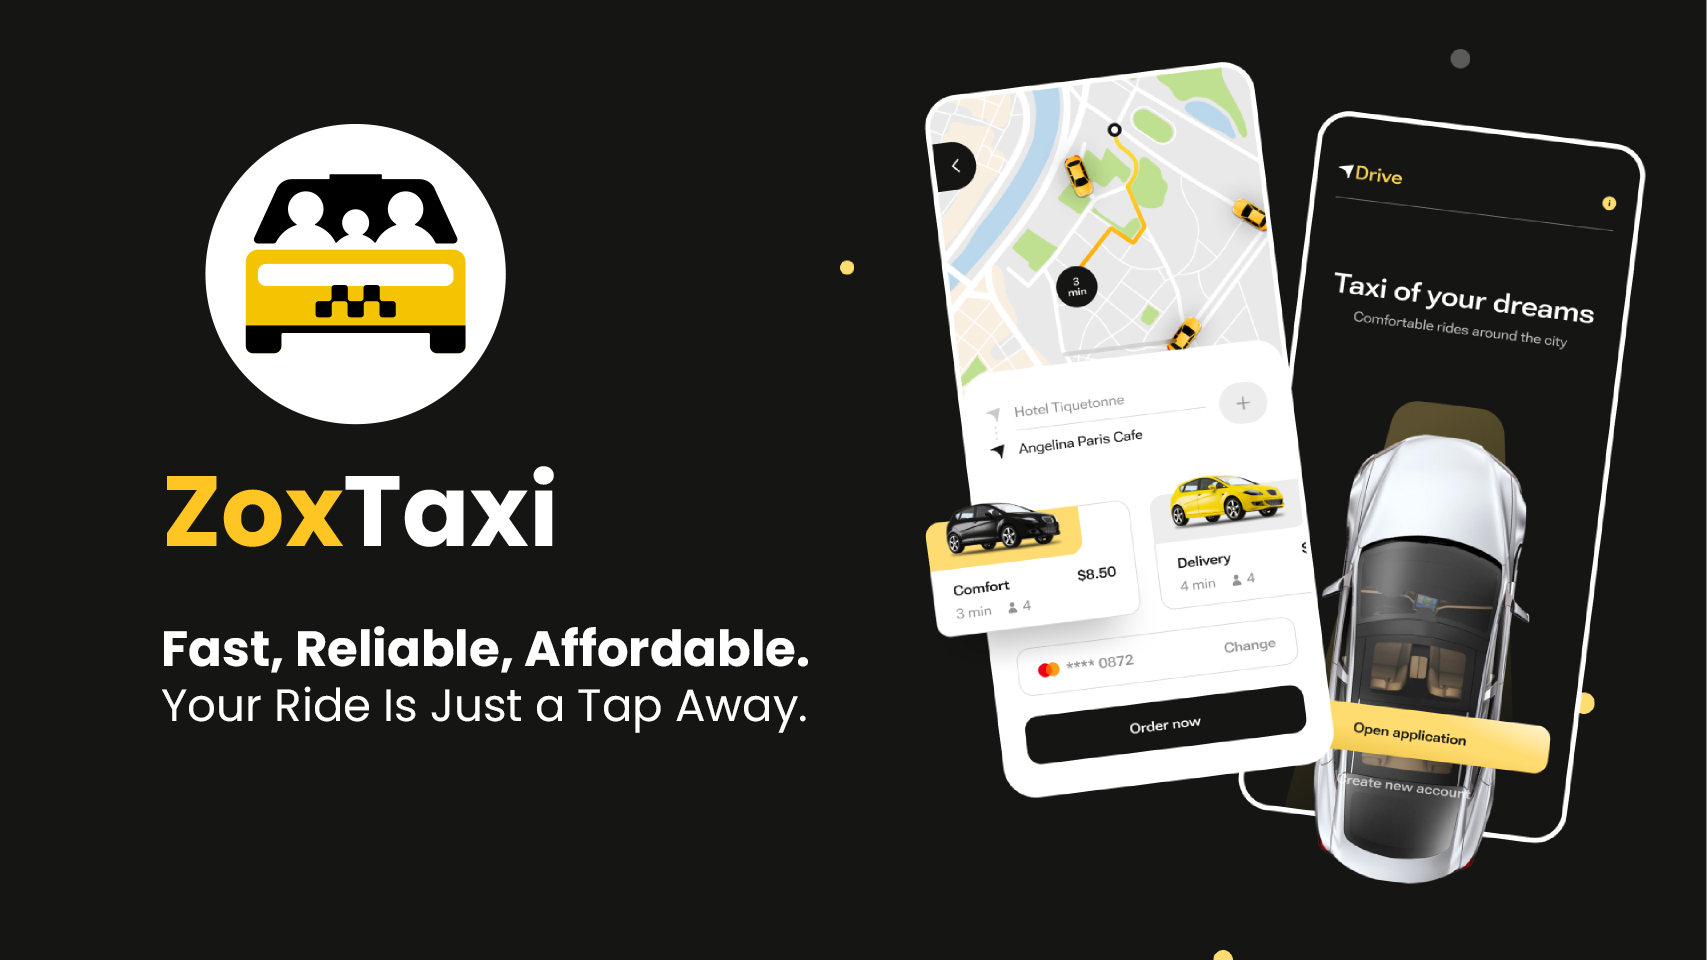 ZoxTaxi
Fast, Reliable, Affordable.
Your Ride Is Just a Tap Away.
3
min
Hotel Tiquetonne
Angelina Paris Cafe
Comfort
$8.50
3 min
4
Delivery
$
4 min
4
**** 0872
Change
Order now
Drive
i
Taxi of your dreams
Comfortable rides around the city
Open application
Create new account